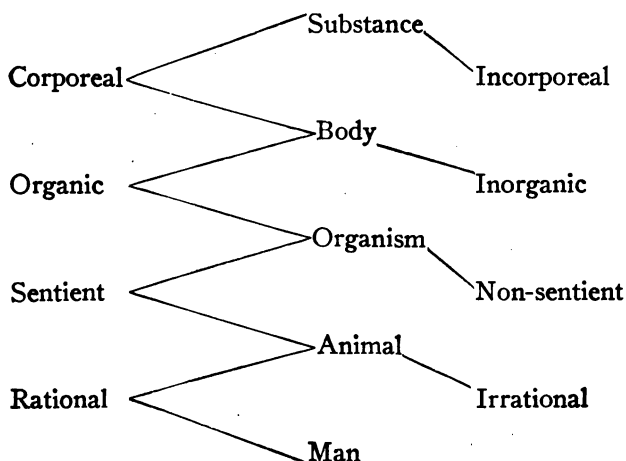 Substance
Corporeal Incorporeal
Body
Organic Inorganic
Organism
Sentient Non-sentient
Animal
Rational Irrational
Man